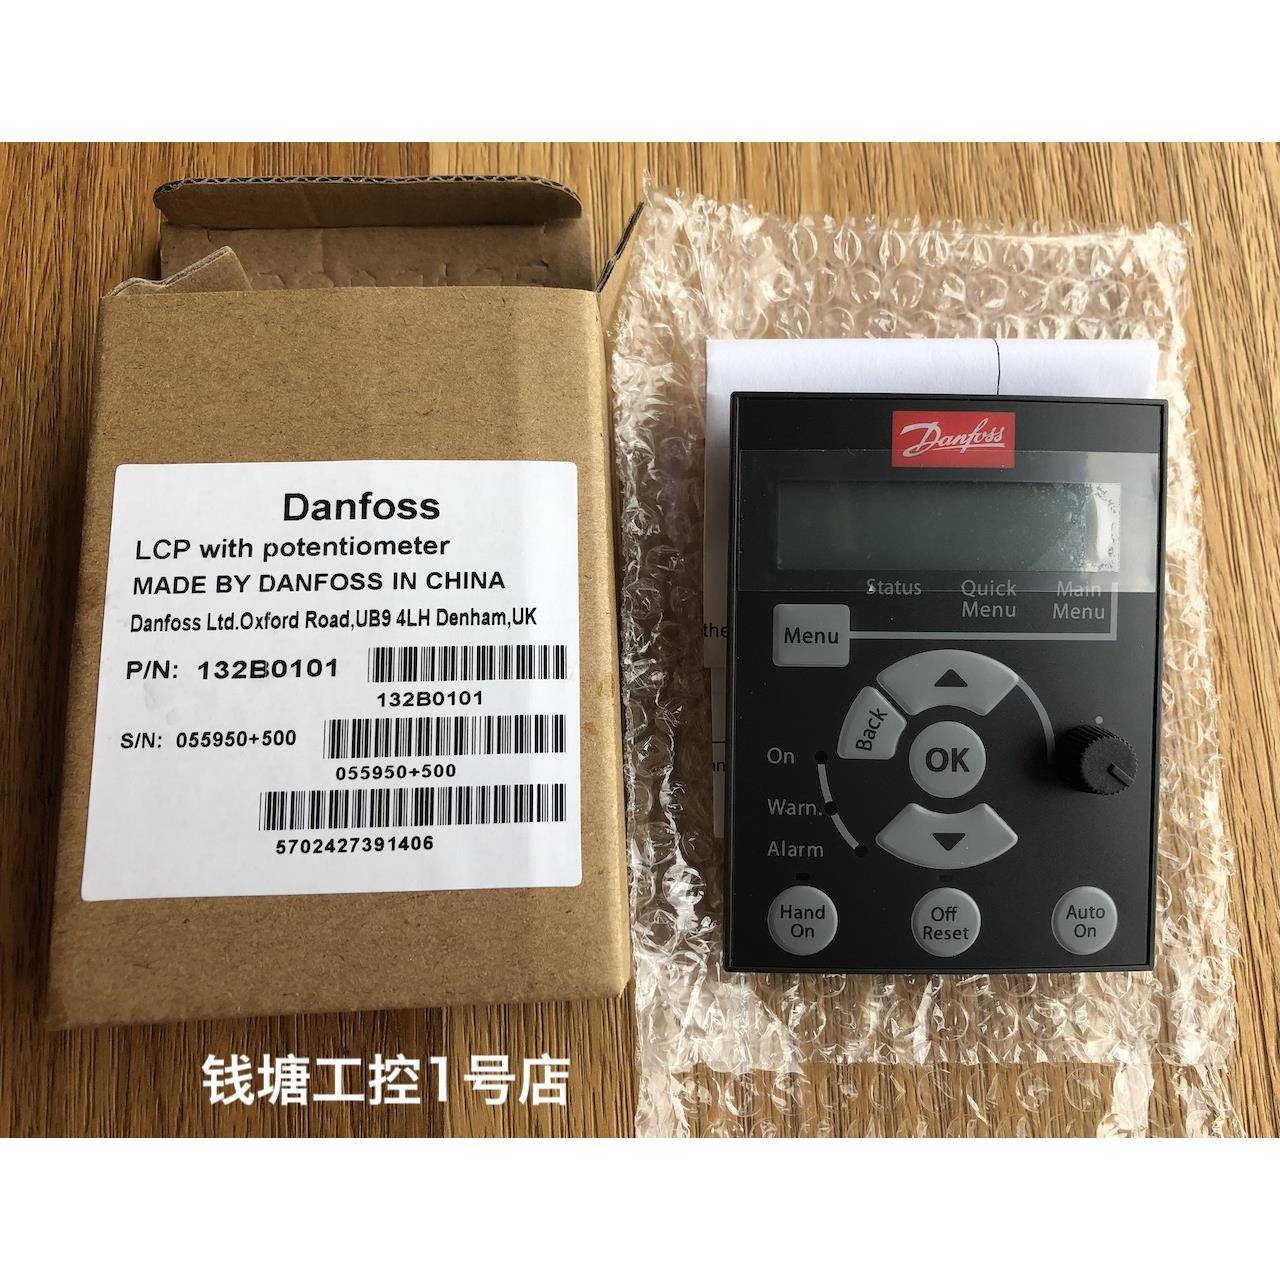 Danfoss
LCP with potentiometer
MADE BY DANFOSS IN CHINA
Danfoss Ltd.Oxford Road,UB9 4LH Denham,UK
P/N: 132B0101
132B0101
S/N: 055950+500
055950+500
5702427391406
Danfoss
Status
Quick
Menu
Main
Menu
Menu
the
Back
OK
On
Warn.
Alarm
Hand
On
Off
Reset
Auto
On
钱塘工控1号店